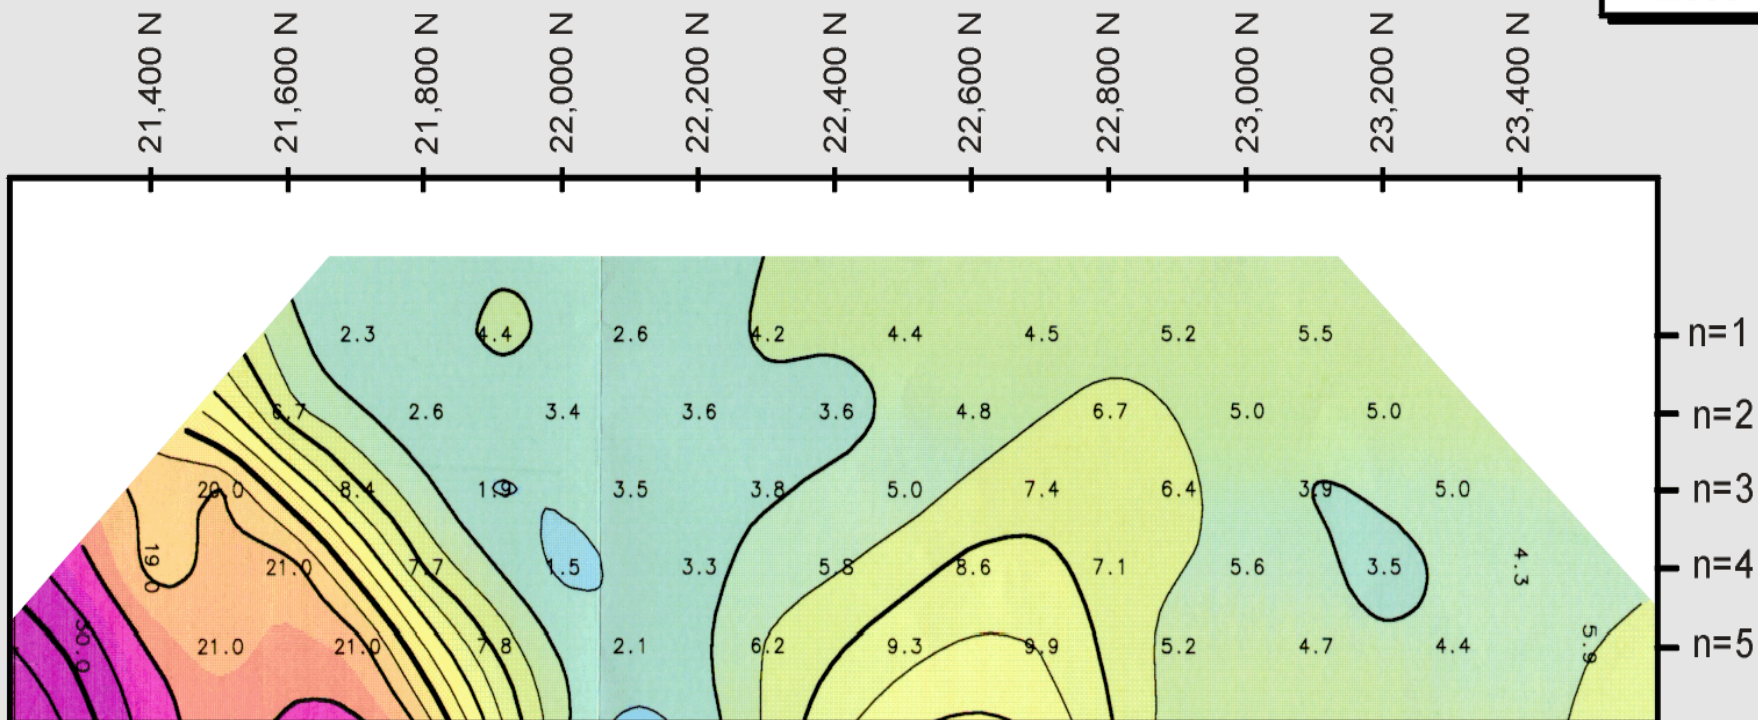 21,400 N 21,600 N 21,800 N 22,000 N 22,200 N 22,400 N 22,600 N 22,800 N 23,000 N 23,200 N 23,400 N
2.3 4.4 2.6 4.2 4.4 4.5 5.2 5.5 n=1
6.7 2.6 3.4 3.6 3.6 4.8 6.7 5.0 5.0 n=2
20.0 8.4 1.9 3.5 3.8 5.0 7.4 6.4 3.9 5.0 n=3
19.0 21.0 7.7 1.5 3.3 5.8 8.6 7.1 5.6 3.5 4.3 n=4
30.0 21.0 21.0 7.8 2.1 6.2 9.3 9.9 5.2 4.7 4.4 5.9 n=5